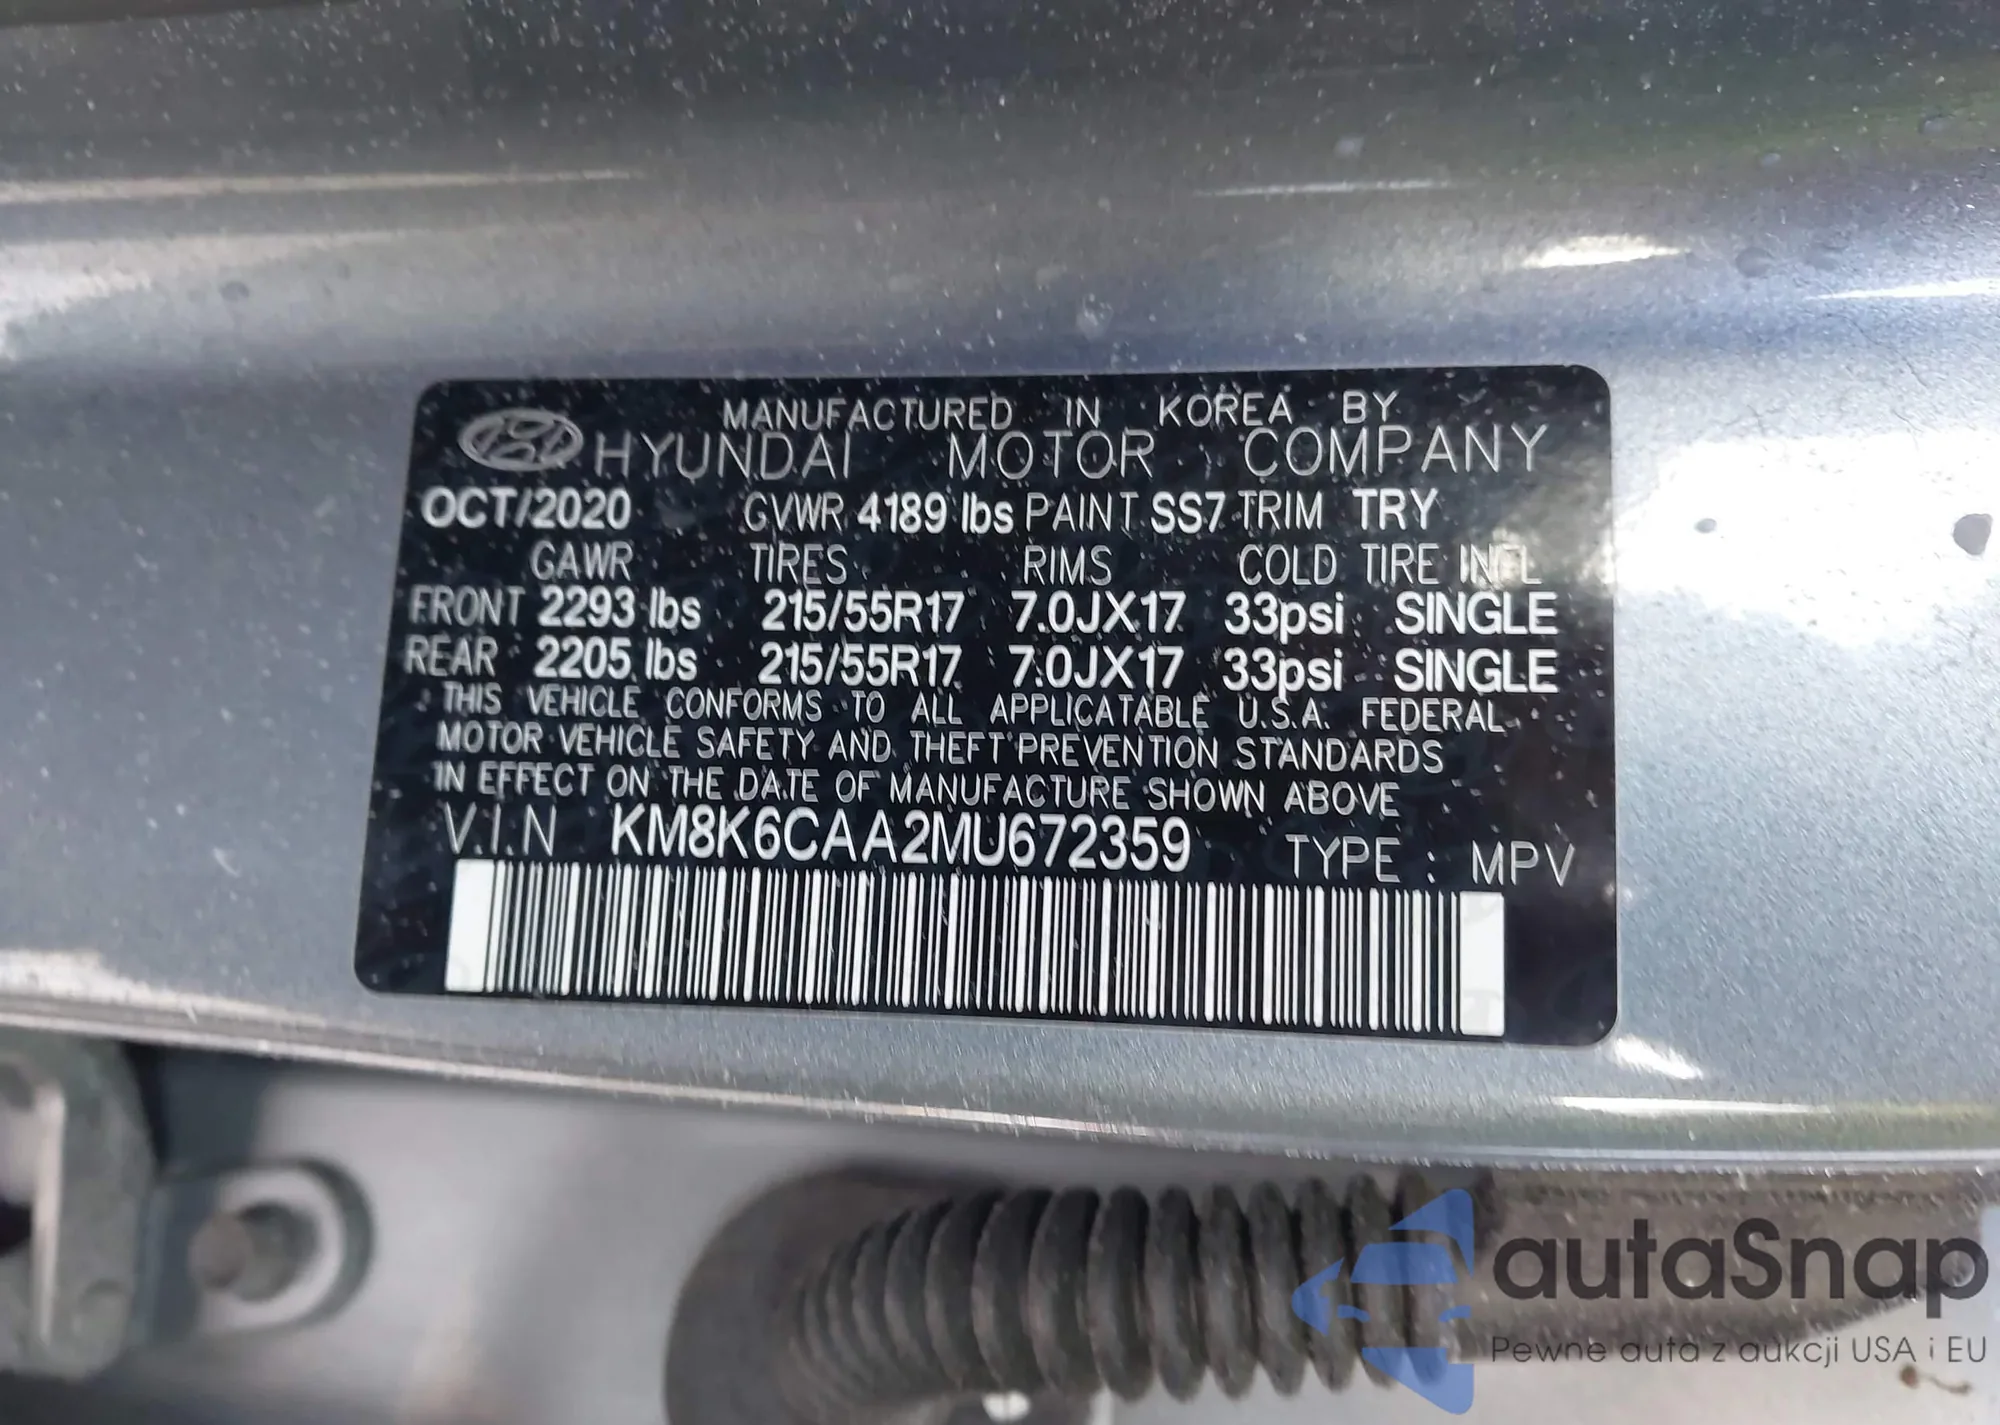 MANUFACTURED IN KOREA BY
HYUNDAI MOTOR COMPANY
OCT/2020 GVWR 4189 lbs PAINT SS7 TRIM TRY
GAWR TIRES RIMS COLD TIRE INFL
FRONT 2293 lbs 215/55R17 7.0JX17 33psi SINGLE
REAR 2205 lbs 215/55R17 7.0JX17 33psi SINGLE
THIS VEHICLE CONFORMS TO ALL APPLICATABLE U.S.A. FEDERAL
MOTOR VEHICLE SAFETY AND THEFT PREVENTION STANDARDS
IN EFFECT ON THE DATE OF MANUFACTURE SHOWN ABOVE
V.I.N KM8K6CAA2MU672359 TYPE : MPV
autaSnap
Pewne auta z aukcji USA i EU